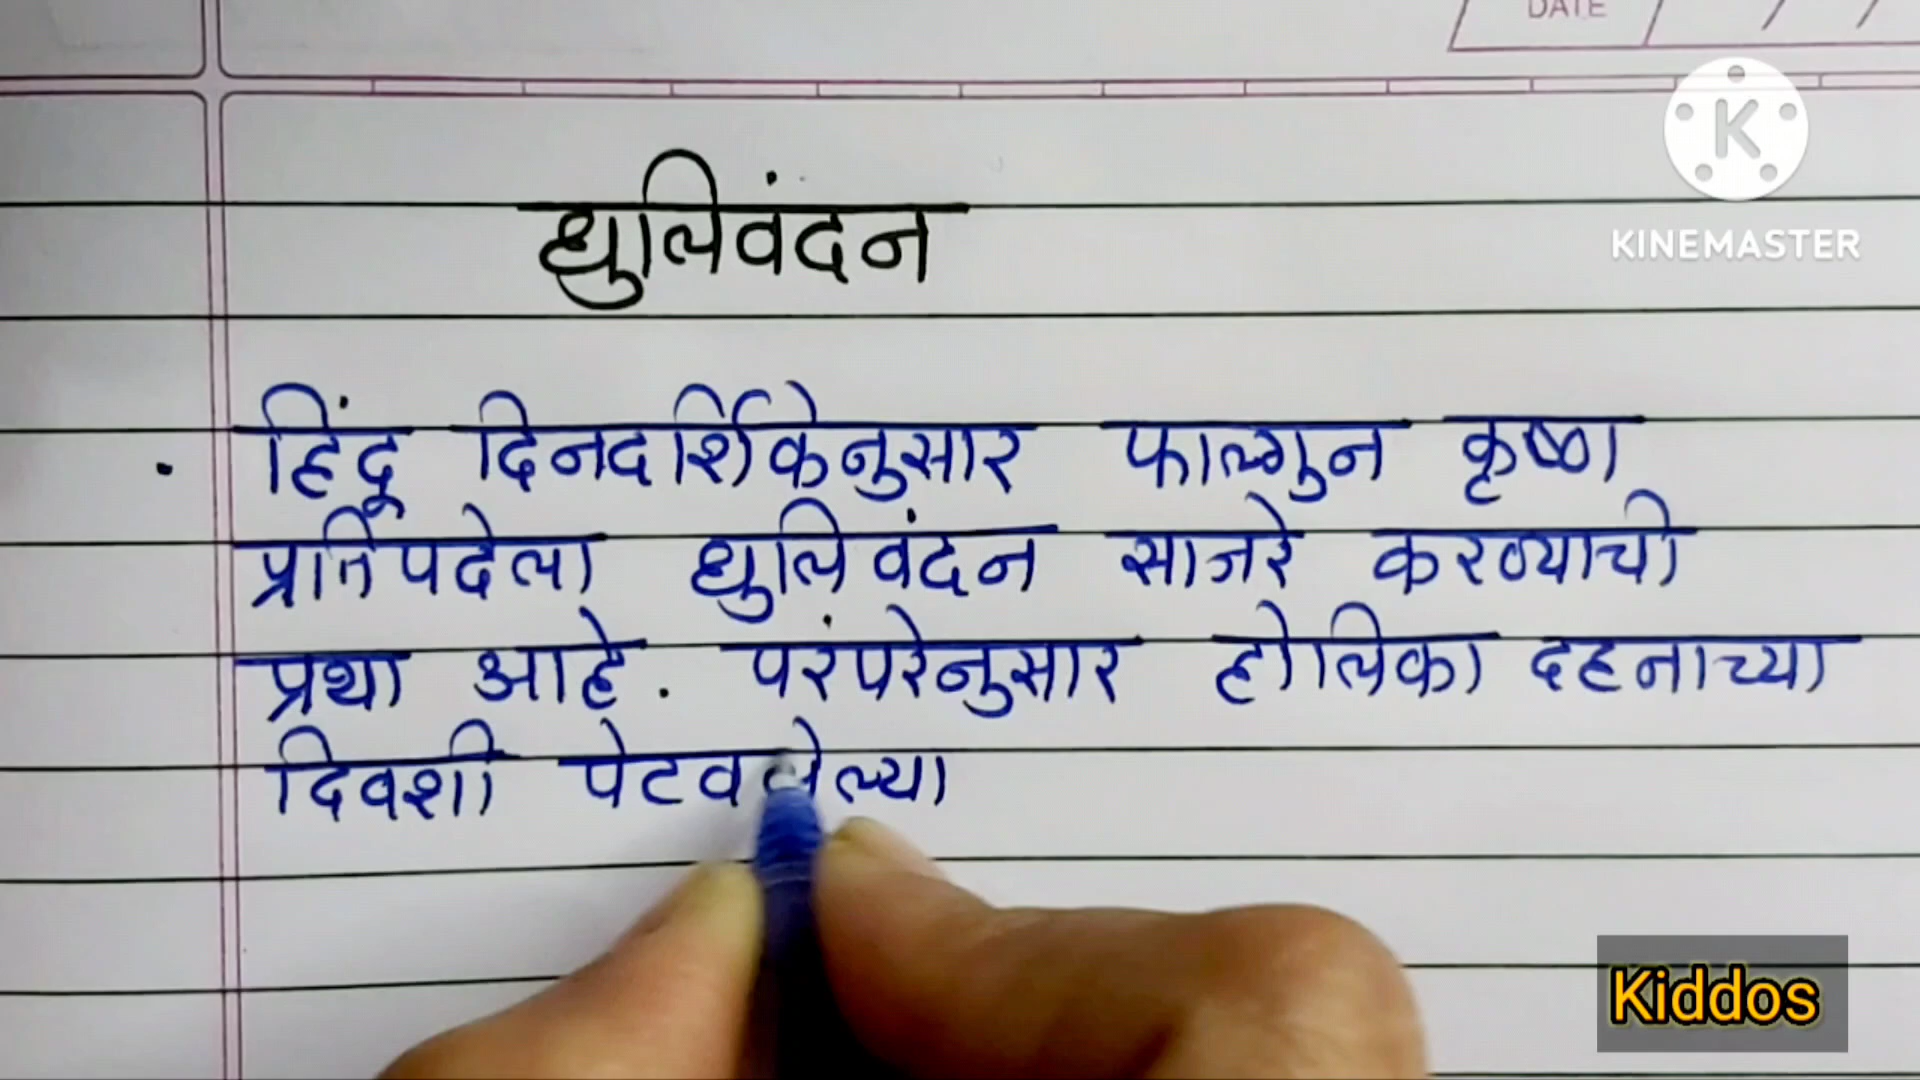 DATE
KINEMASTER
धुलिवंदन
हिंदू दिनदर्शिकेनुसार फाल्गुन कृष्ण
प्रतिपदेला धुलिवंदन साजरे करण्याची
प्रथा आहे. परंपरेनुसार होलिका दहनाच्या
दिवशी पेटवलेल्या
Kiddos